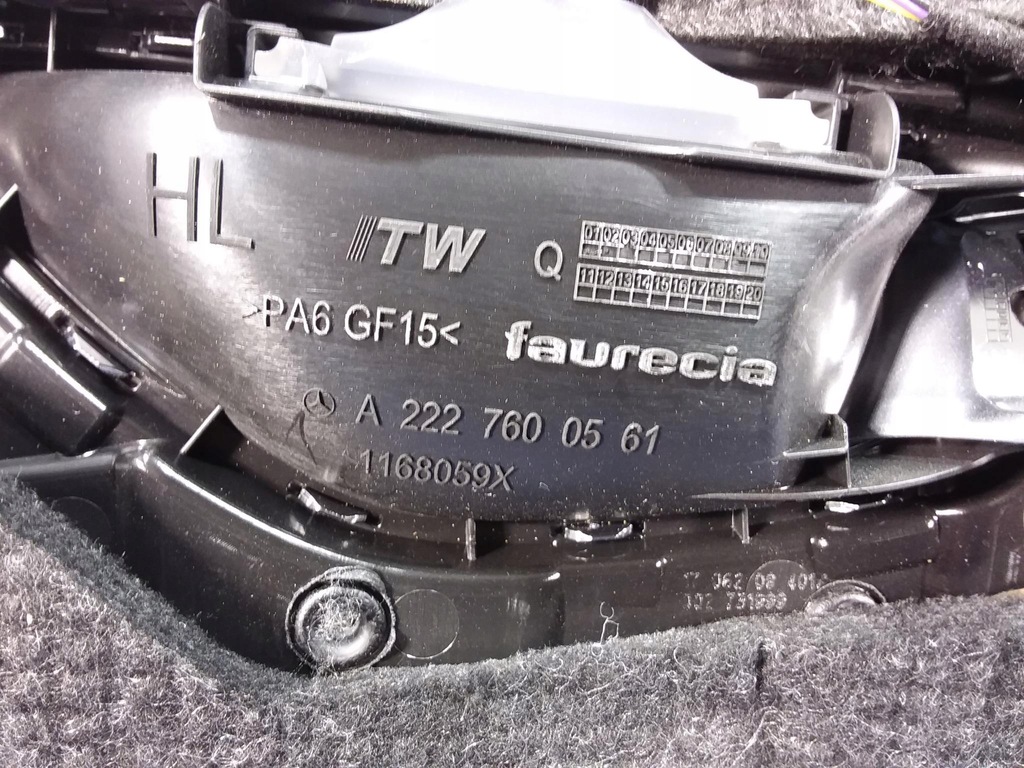 HL
ITW
Q
01 02 03 04 05 06 07 08 09 10
11 12 13 14 15 16 17 18 19 20
>PA6 GF15<
faurecia
A 222 760 05 61
1168059X